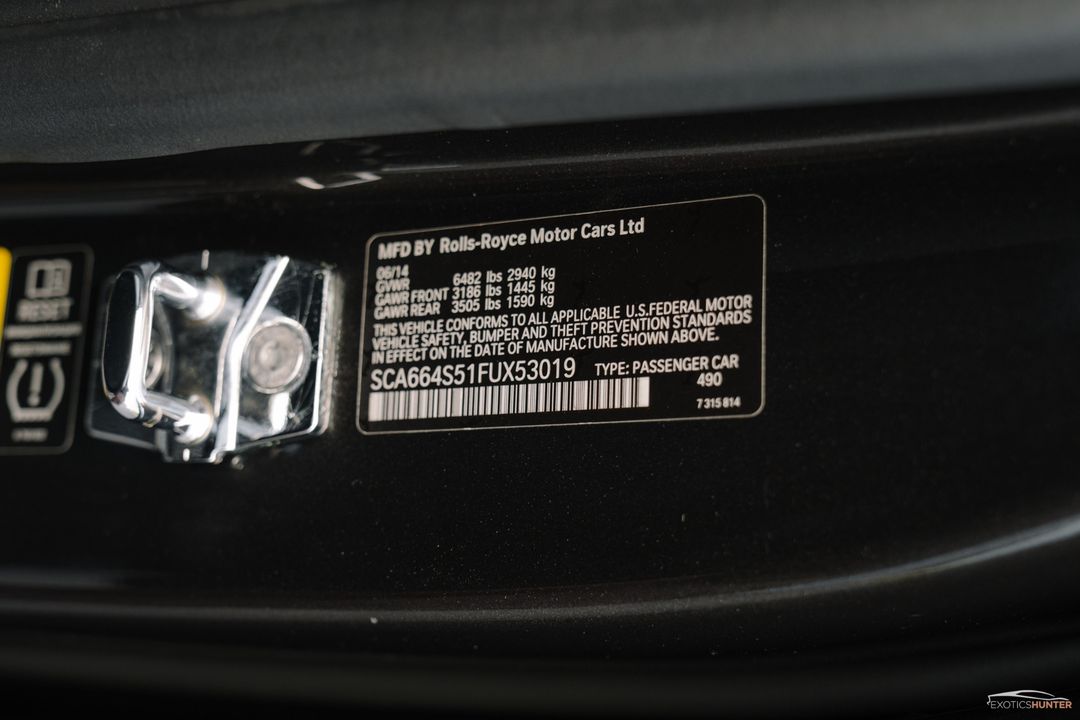 RESET
MFD BY Rolls-Royce Motor Cars Ltd
06/14
GVWR 6482 lbs 2940 kg
GAWR FRONT 3186 lbs 1445 kg
GAWR REAR 3505 lbs 1590 kg
THIS VEHICLE CONFORMS TO ALL APPLICABLE U.S.FEDERAL MOTOR
VEHICLE SAFETY, BUMPER AND THEFT PREVENTION STANDARDS
IN EFFECT ON THE DATE OF MANUFACTURE SHOWN ABOVE.
SCA664S51FUX53019 TYPE: PASSENGER CAR
490
7 315 814
EXOTICSHUNTER